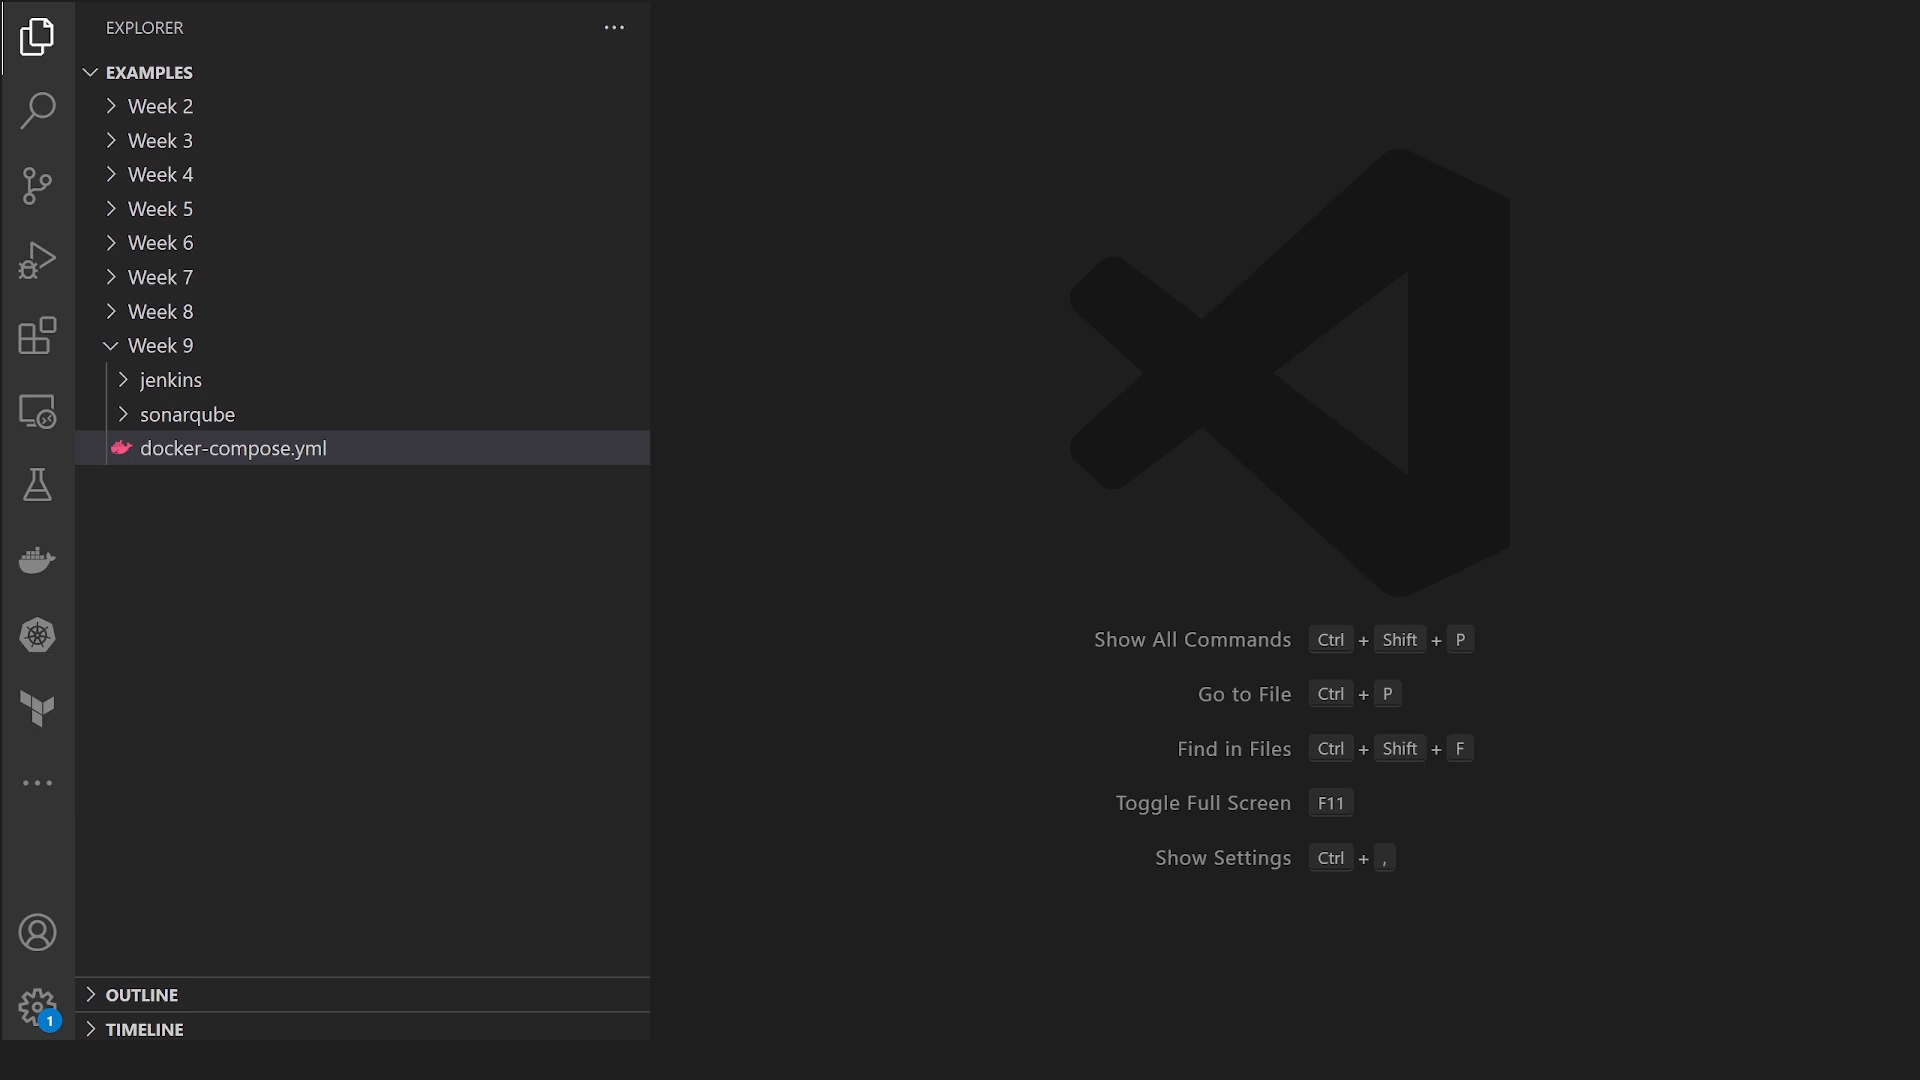 EXPLORER
EXAMPLES
Week 2
Week 3
Week 4
Week 5
Week 6
Week 7
Week 8
Week 9
jenkins
sonarqube
docker-compose.yml
OUTLINE
TIMELINE
1
Show All Commands Ctrl + Shift + P
Go to File Ctrl + P
Find in Files Ctrl + Shift + F
Toggle Full Screen F11
Show Settings Ctrl + ,